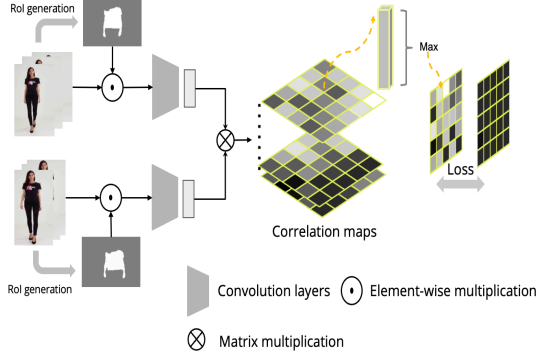 RoI generation
Max
Loss
Correlation maps
RoI generation
Convolution layers
Element-wise multiplication
Matrix multiplication